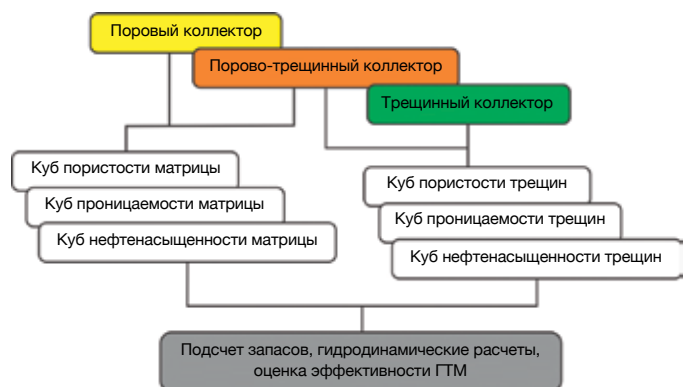 Поровый коллектор
Порово-трещинный коллектор
Трещинный коллектор
Куб пористости матрицы
Куб проницаемости матрицы
Куб нефтенасыщенности матрицы
Куб пористости трещин
Куб проницаемости трещин
Куб нефтенасыщенности трещин
Подсчет запасов, гидродинамические расчеты,
оценка эффективности ГТМ